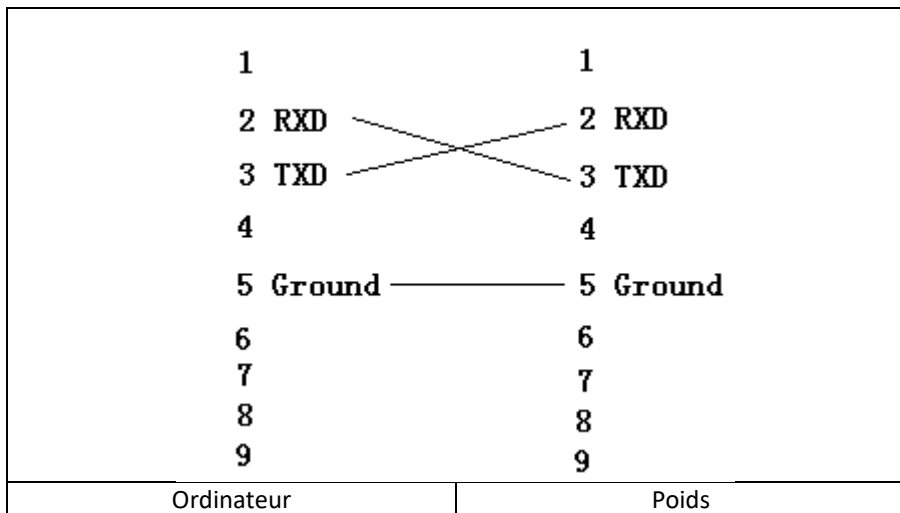 1 1
2 RXD 2 RXD
3 TXD 3 TXD
4 4
5 Ground 5 Ground
6 6
7 7
8 8
9 9
Ordinateur Poids